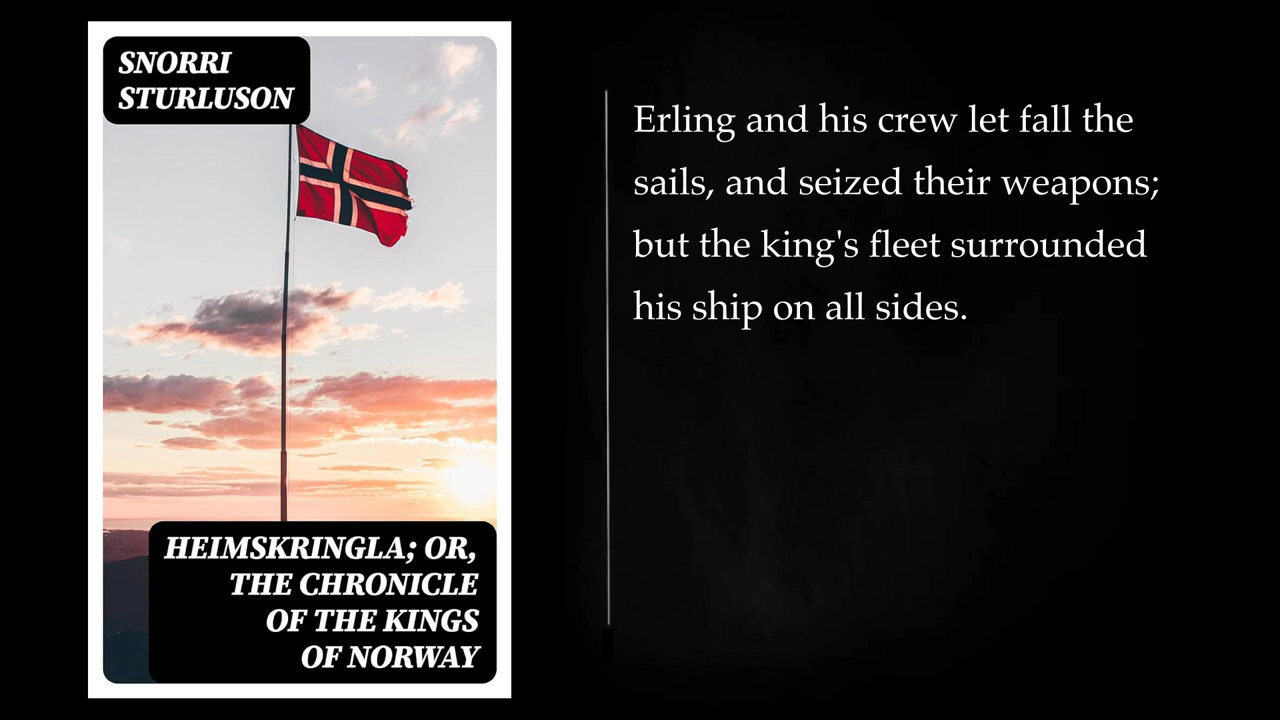 SNORRI
STURLUSON
HEIMSKRINGLA; OR,
THE CHRONICLE
OF THE KINGS
OF NORWAY
Erling and his crew let fall the
sails, and seized their weapons;
but the king's fleet surrounded
his ship on all sides.